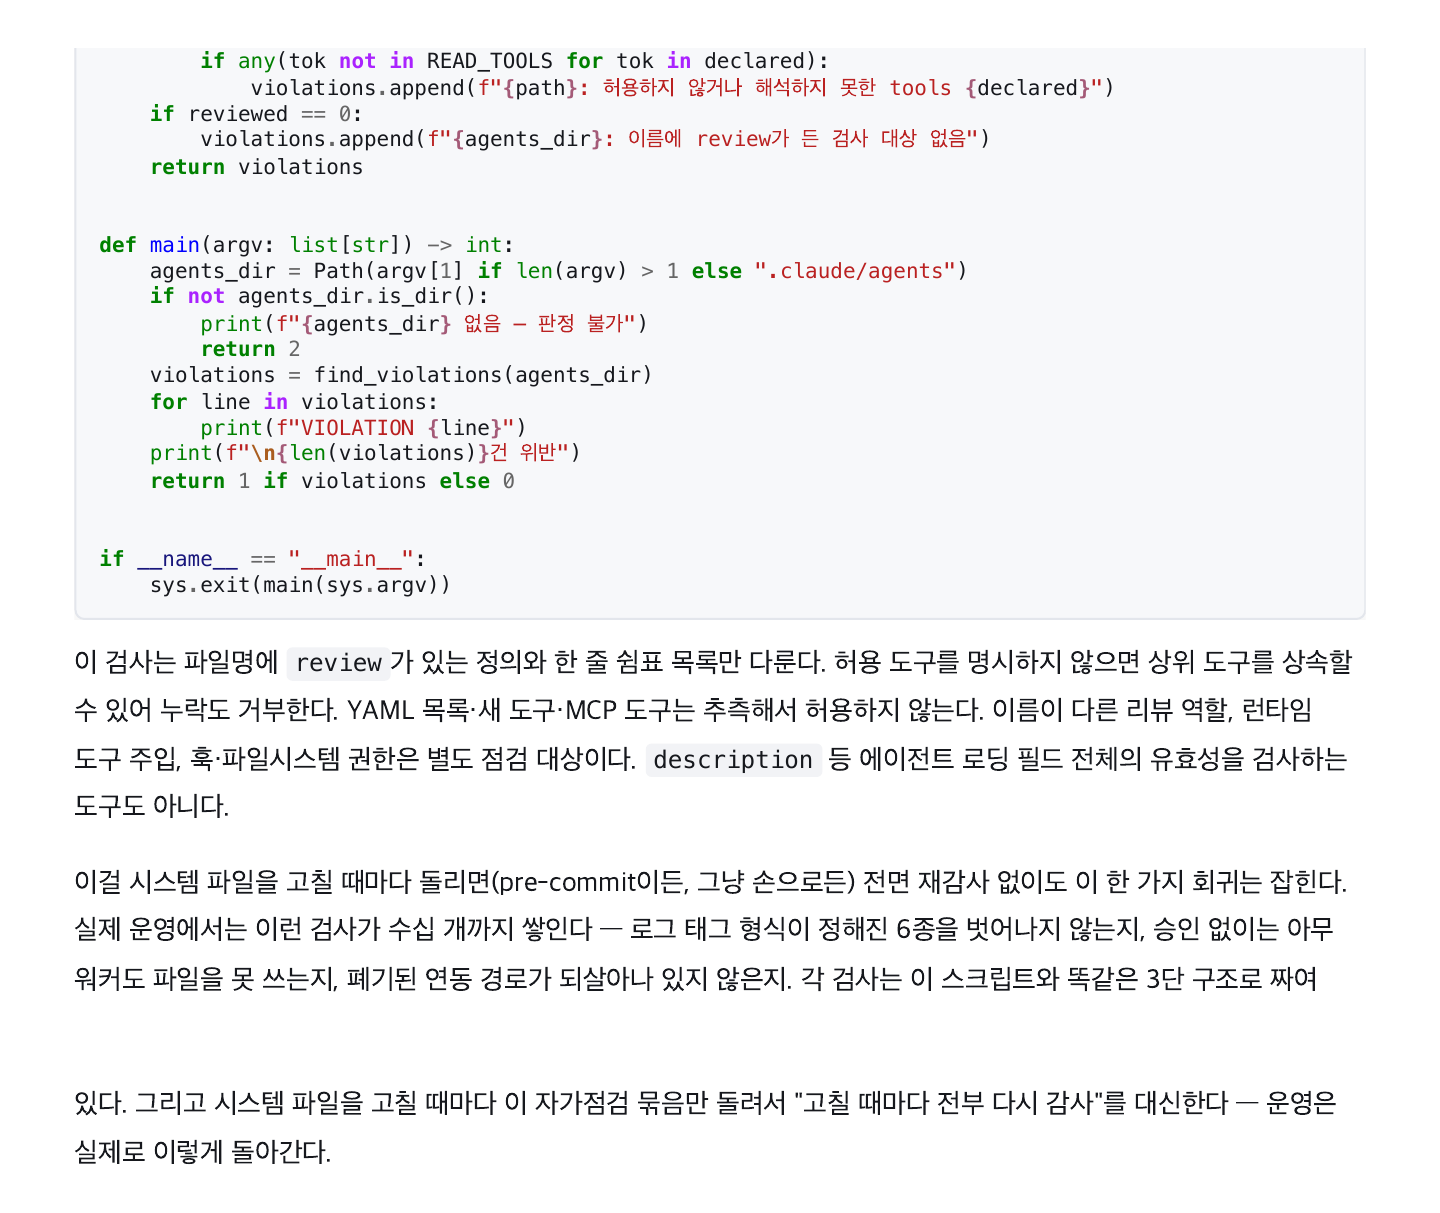 if any(tok not in READ_TOOLS for tok in declared):
            violations.append(f"{path}: 허용하지 않거나 해석하지 못한 tools {declared}")
    if reviewed == 0:
        violations.append(f"{agents_dir}: 이름에 review가 든 검사 대상 없음")
    return violations


def main(argv: list[str]) -> int:
    agents_dir = Path(argv[1] if len(argv) > 1 else ".claude/agents")
    if not agents_dir.is_dir():
        print(f"{agents_dir} 없음 — 판정 불가")
        return 2
    violations = find_violations(agents_dir)
    for line in violations:
        print(f"VIOLATION {line}")
    print(f"\n{len(violations)}건 위반")
    return 1 if violations else 0


if __name__ == "__main__":
    sys.exit(main(sys.argv))

이 검사는 파일명에 review가 있는 정의와 한 줄 쉼표 목록만 다룬다. 허용 도구를 명시하지 않으면 상위 도구를 상속할
수 있어 누락도 거부한다. YAML 목록·새 도구·MCP 도구는 추측해서 허용하지 않는다. 이름이 다른 리뷰 역할, 런타임
도구 주입, 훅·파일시스템 권한은 별도 점검 대상이다. description 등 에이전트 로딩 필드 전체의 유효성을 검사하는
도구도 아니다.

이걸 시스템 파일을 고칠 때마다 돌리면(pre-commit이든, 그냥 손으로든) 전면 재감사 없이도 이 한 가지 회귀는 잡힌다.
실제 운영에서는 이런 검사가 수십 개까지 쌓인다 — 로그 태그 형식이 정해진 6종을 벗어나지 않는지, 승인 없이는 아무
워커도 파일을 못 쓰는지, 폐기된 연동 경로가 되살아나 있지 않은지. 각 검사는 이 스크립트와 똑같은 3단 구조로 짜여

있다. 그리고 시스템 파일을 고칠 때마다 이 자가점검 묶음만 돌려서 "고칠 때마다 전부 다시 감사"를 대신한다 — 운영은
실제로 이렇게 돌아간다.